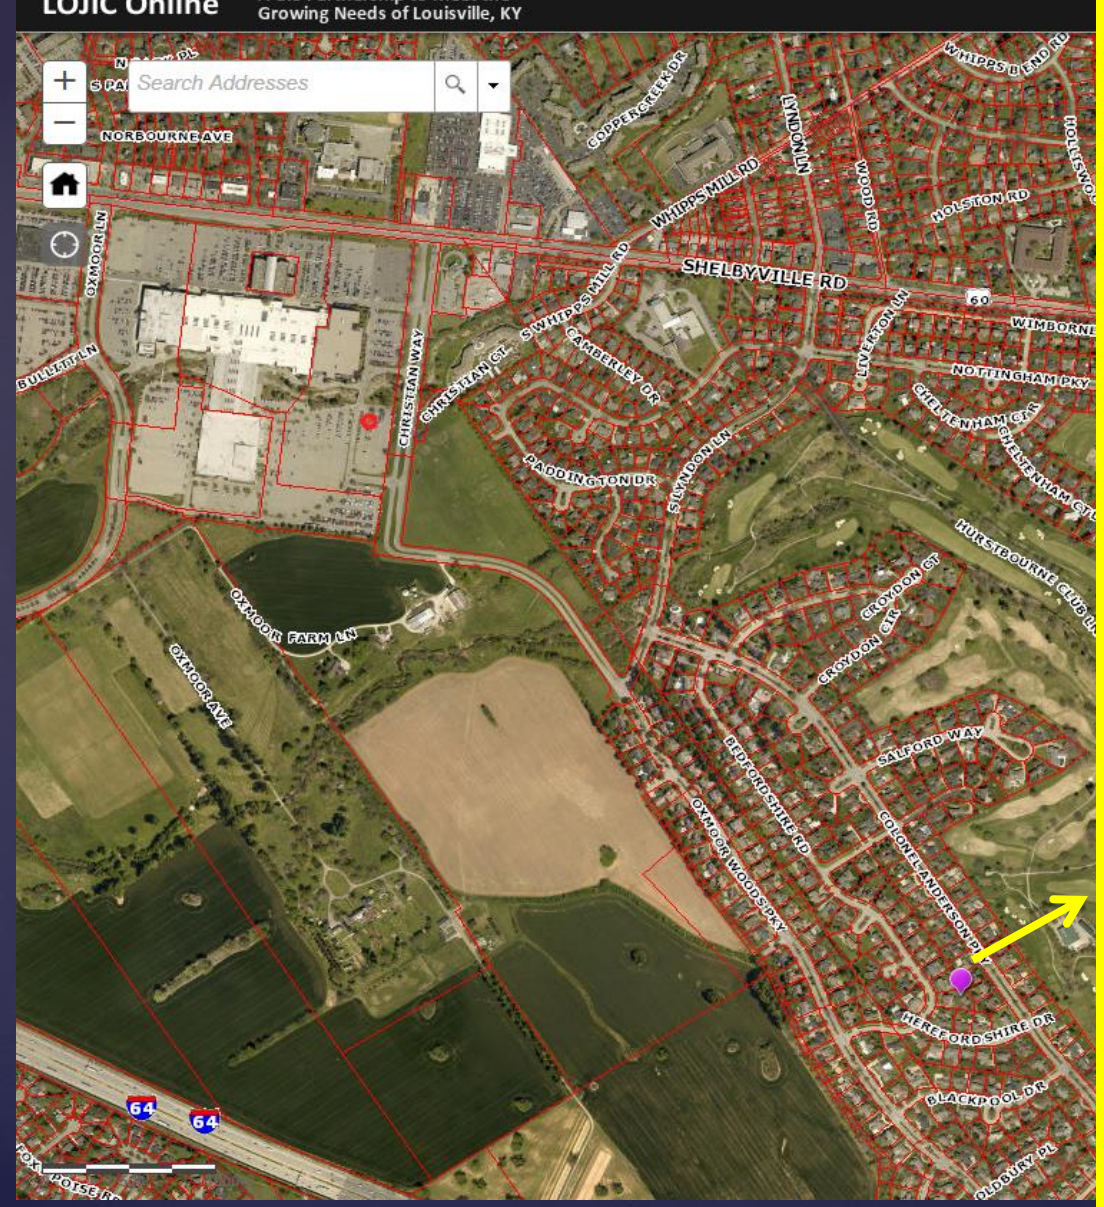 LOJIC Online
Growing Needs of Louisville, KY
Search Addresses
NORBOURNE AVE
WHIPPS BEND RD
COPPERCREEK DR
LYNDON LN
WOOD RD
HOLSTON RD
WHIPPS MILL RD
OXMOOR LN
SHELBYVILLE RD
60
S WHIPPS MILL RD
LIVERTON LN
WIMBORNE
CAMBERLEY DR
CHRISTIAN WAY
CHRISTIAN CT
BULLITT LN
NOTTINGHAM PKY
CHELTENHAM CIR
CHELTENHAM CT
PADDINGTON DR
S LYNDON LN
HURSTBOURNE CLUB L
CROYDON CT
CROYDON CIR
OXMOOR FARM LN
OXMOOR AVE
SALFORD WAY
BEDFORDSHIRE RD
OXMOOR WOODS PKY
COLONEL ANDERSON PKY
HEREFORDSHIRE DR
BLACKPOOL DR
OLDBURY PL
64
64